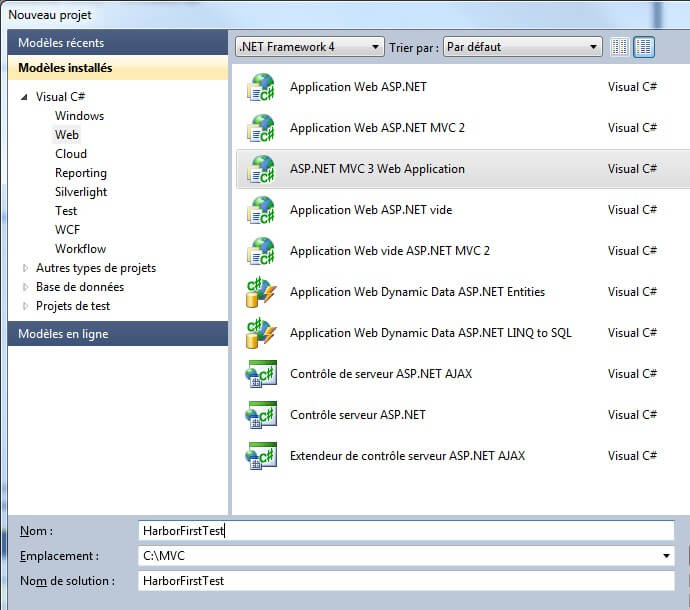 Nouveau projet
Modèles récents
Modèles installés
Visual C#
Windows
Web
Cloud
Reporting
Silverlight
Test
WCF
Workflow
Autres types de projets
Base de données
Projets de test
Modèles en ligne
.NET Framework 4 Trier par : Par défaut
Application Web ASP.NET Visual C#
Application Web ASP.NET MVC 2 Visual C#
ASP.NET MVC 3 Web Application Visual C#
Application Web ASP.NET vide Visual C#
Application Web vide ASP.NET MVC 2 Visual C#
Application Web Dynamic Data ASP.NET Entities Visual C#
Application Web Dynamic Data ASP.NET LINQ to SQL Visual C#
Contrôle de serveur ASP.NET AJAX Visual C#
Contrôle serveur ASP.NET Visual C#
Extendeur de contrôle serveur ASP.NET AJAX Visual C#
Nom : HarborFirstTest
Emplacement : C:\MVC
Nom de solution : HarborFirstTest